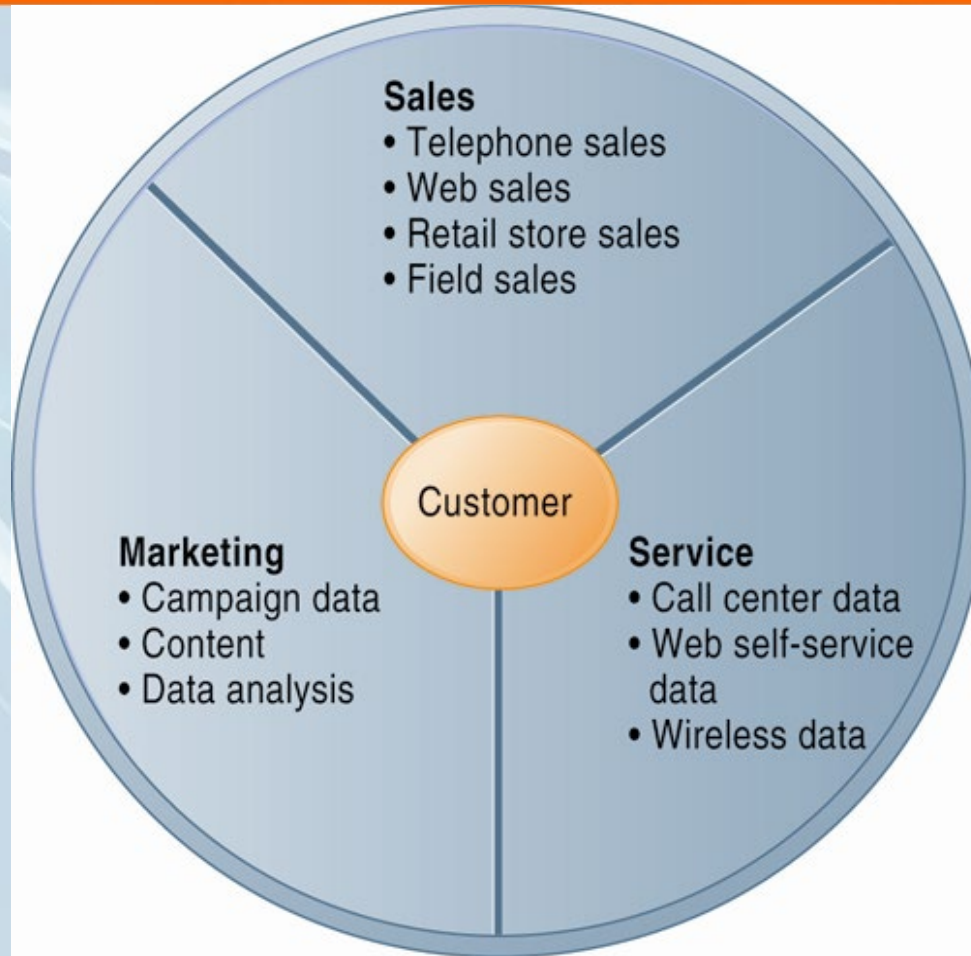 Sales
• Telephone sales
• Web sales
• Retail store sales
• Field sales
Customer
Marketing
• Campaign data
• Content
• Data analysis
Service
• Call center data
• Web self-service
data
• Wireless data